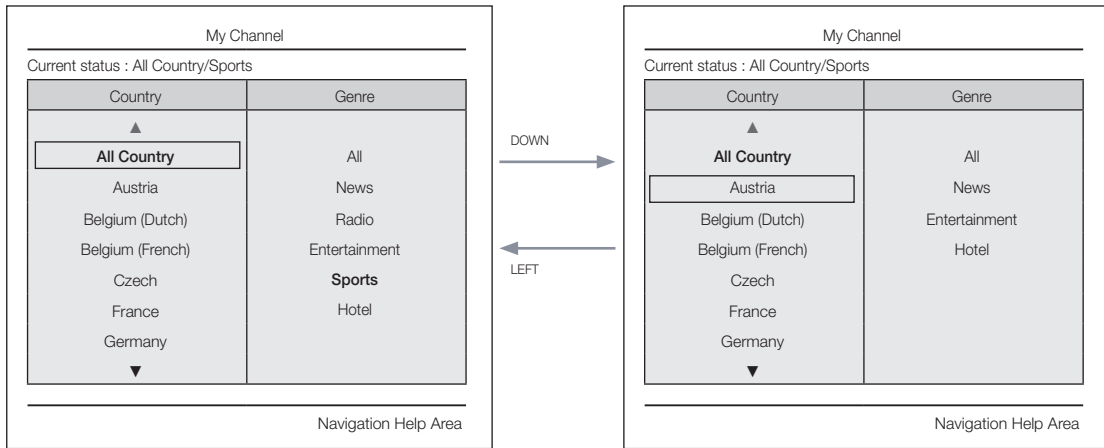 My Channel
Current status : All Country/Sports
Country Genre
▲
All Country All
Austria News
Belgium (Dutch) Radio
Belgium (French) Entertainment
Czech Sports
France Hotel
Germany
▼
Navigation Help Area
DOWN
LEFT
My Channel
Current status : All Country/Sports
Country Genre
▲
All Country All
Austria News
Belgium (Dutch) Entertainment
Belgium (French) Hotel
Czech
France
Germany
▼
Navigation Help Area